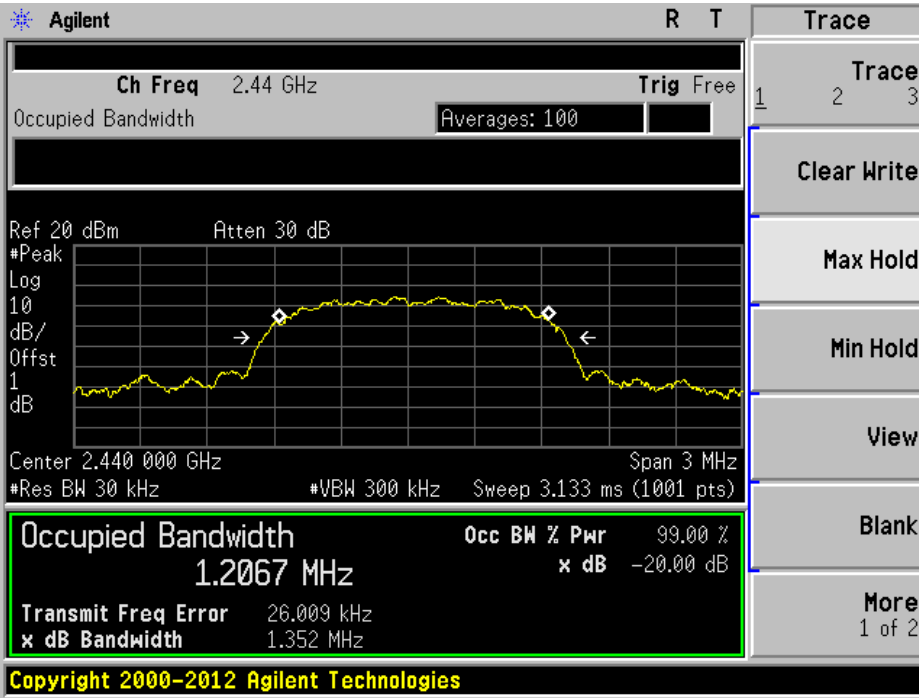 Agilent R T Trace
Ch Freq 2.44 GHz Trig Free
Occupied Bandwidth Averages: 100
Trace
1 2 3
Clear Write
Max Hold
Min Hold
View
Blank
More
1 of 2
Ref 20 dBm Atten 30 dB
#Peak
Log
10
dB/
Offst
1
dB
Center 2.440 000 GHz Span 3 MHz
#Res BW 30 kHz #VBW 300 kHz Sweep 3.133 ms (1001 pts)
Occupied Bandwidth Occ BW % Pwr 99.00 %
1.2067 MHz x dB -20.00 dB
Transmit Freq Error 26.009 kHz
x dB Bandwidth 1.352 MHz
Copyright 2000-2012 Agilent Technologies